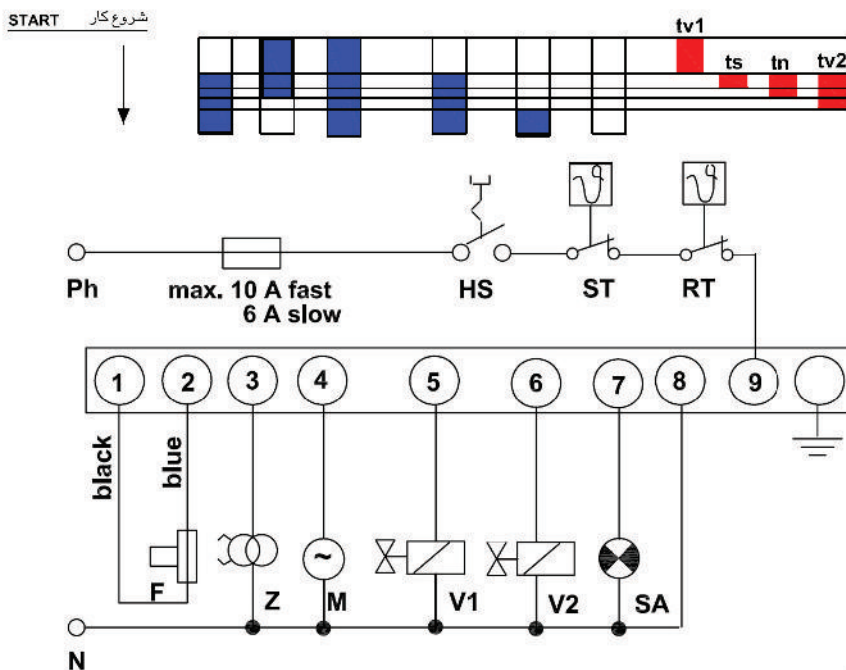 START شروع کار
tv1
ts tn tv2
Ph
max. 10 A fast
6 A slow
HS ST RT
ϑ ϑ
1 2 3 4 5 6 7 8 9
black blue
F Z M V1 V2 SA
~
N